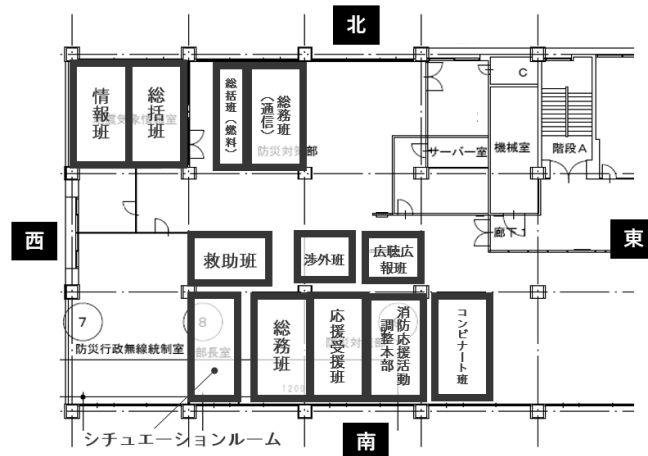 北
情報班
総括班
総括班（燃料）
総務班
（通信）
防災対
部
C
サーバー室
機械室
階段A
西
東
廊下
救助班
渉外班
広聴広
報班
7
8
防災行政無線統制室
部長室
総務班
応援受援班
消防応援活動
調整本部
コンビナート班
1200
シチュエーションルーム
南